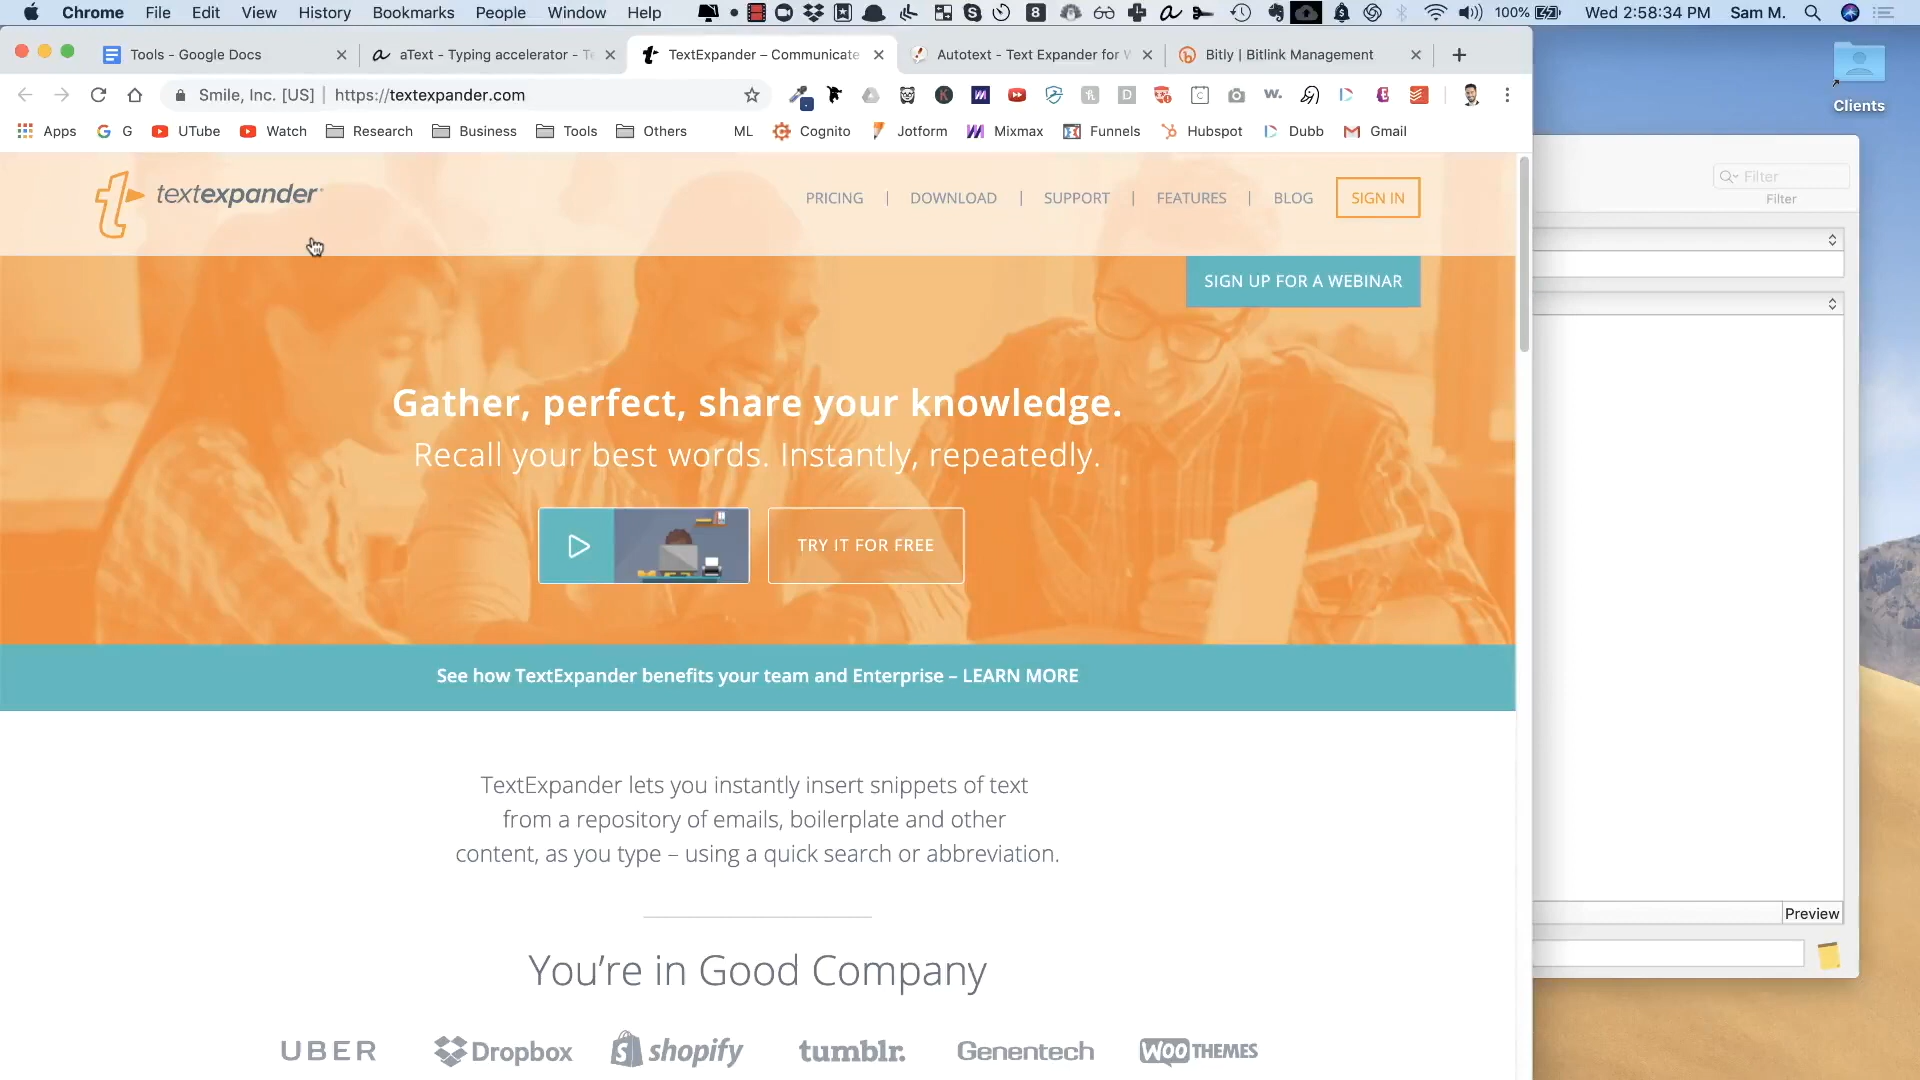 Chrome File Edit View History Bookmarks People Window Help 8 100% Wed 2:58:34 PM Sam M.
Tools - Google Docs
aText - Typing accelerator - Te
TextExpander – Communicate
Autotext - Text Expander for W
Bitly | Bitlink Management
Smile, Inc. [US] | https://textexpander.com
Apps G UTube Watch Research Business Tools Others ML Cognito Jotform Mixmax Funnels Hubspot Dubb Gmail
Clients
textexpander
PRICING | DOWNLOAD | SUPPORT | FEATURES | BLOG SIGN IN
Filter
Filter
SIGN UP FOR A WEBINAR
Gather, perfect, share your knowledge.
Recall your best words. Instantly, repeatedly.
TRY IT FOR FREE
See how TextExpander benefits your team and Enterprise – LEARN MORE
TextExpander lets you instantly insert snippets of text
from a repository of emails, boilerplate and other
content, as you type – using a quick search or abbreviation.
Preview
You're in Good Company
UBER Dropbox shopify tumblr. Genentech WOOTHEMES